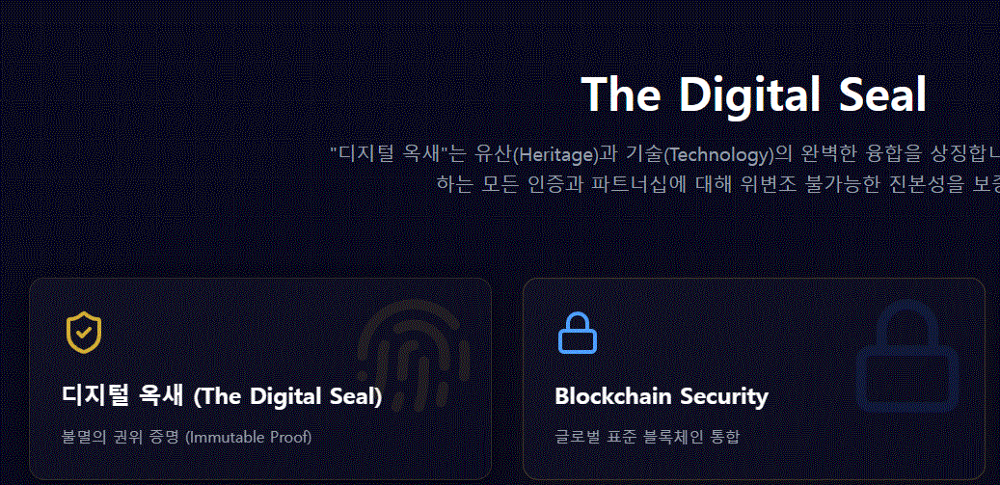 The Digital Seal
"디지털 옥새"는 유산(Heritage)과 기술(Technology)의 완벽한 융합을 상징합니
하는 모든 인증과 파트너십에 대해 위변조 불가능한 진본성을 보증
디지털 옥새 (The Digital Seal)
불멸의 권위 증명 (Immutable Proof)
Blockchain Security
글로벌 표준 블록체인 통합